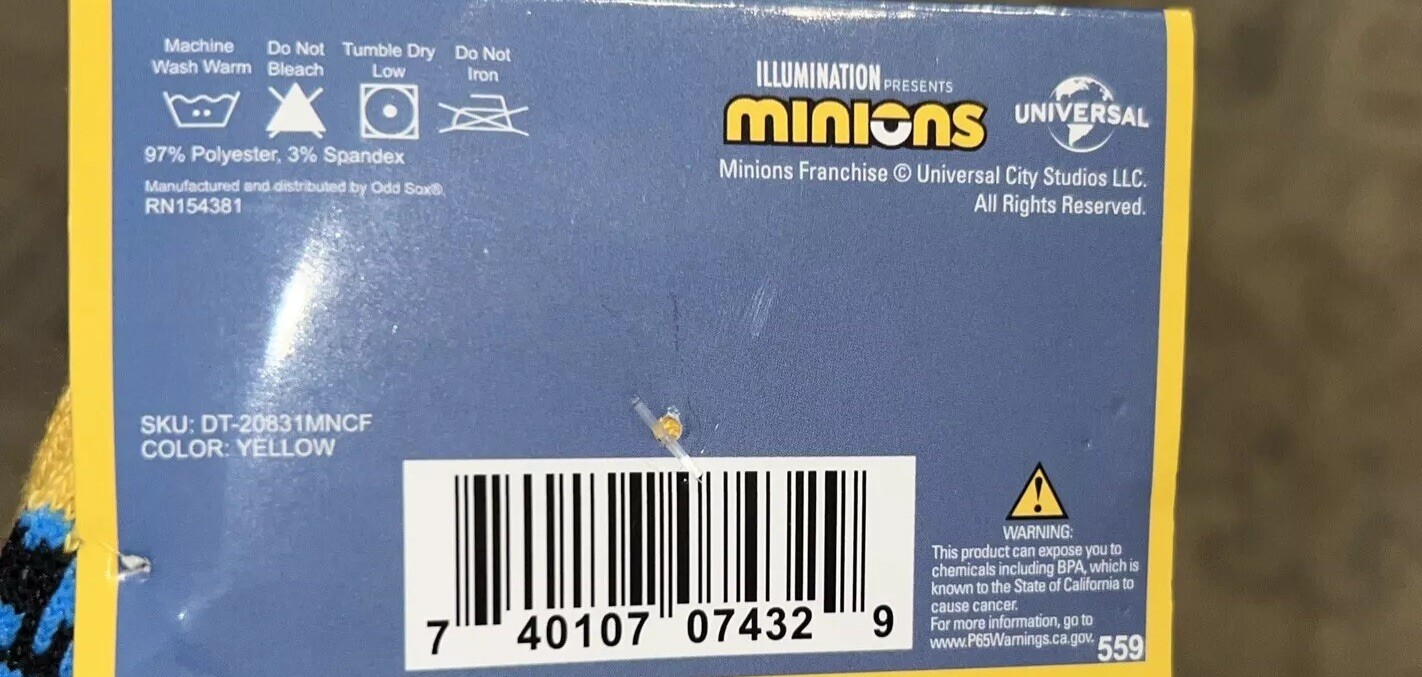 Machine Wash Warm
Do Not Bleach
Tumble Dry Low
Do Not Iron
97% Polyester, 3% Spandex
Manufactured and distributed by Odd Sox®
RN154381
ILLUMINATION PRESENTS
minions
UNIVERSAL
Minions Franchise © Universal City Studios LLC.
All Rights Reserved.
SKU: DT-20831MNCF
COLOR: YELLOW
7 40107 07432 9
WARNING:
This product can expose you to
chemicals including BPA, which is
known to the State of California to
cause cancer.
For more information, go to
www.P65Warnings.ca.gov.
559